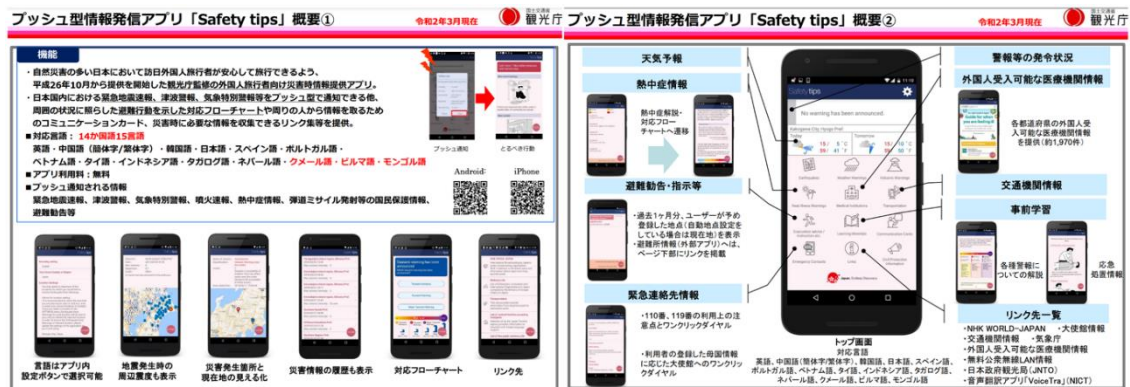 プッシュ型情報発信アプリ「Safety tips」概要①
令和2年3月現在
国土交通省
観光庁
機能
・自然災害の多い日本において訪日外国人旅行者が安心して旅行できるよう、
平成26年10月から提供を開始した観光庁監修の外国人旅行者向け災害時情報提供アプリ。
・日本国内における緊急地震速報、津波警報、気象特別警報等をプッシュ型で通知できる他、
周囲の状況に照らした避難行動を示した対応フローチャートや周りの人から情報を取るため
のコミュニケーションカード、災害時に必要な情報を収集できるリンク集等を提供。
■対応言語： 14か国語15言語
英語・中国語（簡体字/繁体字）・韓国語・日本語・スペイン語・ポルトガル語・
ベトナム語・タイ語・インドネシア語・タガログ語・ネパール語・クメール語・ビルマ語・モンゴル語
■アプリ利用料：無料
■プッシュ通知される情報
緊急地震速報、津波警報、気象特別警報、噴火速報、熱中症情報、弾道ミサイル発射等の国民保護情報、
避難勧告等
プッシュ通知
とるべき行動
Android:
iPhone
言語はアプリ内
設定ボタンで選択可能
地震発生時の
周辺震度も表示
災害発生箇所と
現在地の見える化
災害情報の履歴も表示
対応フローチャート
リンク先
プッシュ型情報発信アプリ「Safety tips」概要②
令和2年3月現在
国土交通省
観光庁
天気予報
熱中症情報
熱中症解説・
対応フロー
チャートへ遷移
避難勧告・指示等
・過去1ヶ月分、ユーザーが予め
登録した地点（自動地点設定を
している場合は現在地）を表示
・避難所情報（外部アプリ）へは、
ページ下部にリンクを掲載
緊急連絡先情報
・110番、119番の利用上の注
意点とワンクリックダイヤル
・利用者の登録した母国情報
に応じた大使館へのワンクリッ
クダイヤル
Safety tips
No warning has been announced.
Today
Tomorrow
トップ画面
対応言語
英語、中国語（簡体字/繁体字）、韓国語、日本語、スペイン語、
ポルトガル語、ベトナム語、タイ語、インドネシア語、タガログ語、
ネパール語、クメール語、ビルマ語、モンゴル語
警報等の発令状況
外国人受入可能な医療機関情報
各都道府県の外国人受
入可能な医療機関情報
を提供（約1,970件）
交通機関情報
事前学習
各種警報に
ついての解説
応急
処置情報
リンク先一覧
・NHK WORLD-JAPAN ・大使館情報
・交通機関情報 ・気象庁
・外国人受入可能な医療機関情報
・無料公衆無線LAN情報
・日本政府観光局（JNTO）
・音声翻訳アプリ「VoiceTra」（NICT）